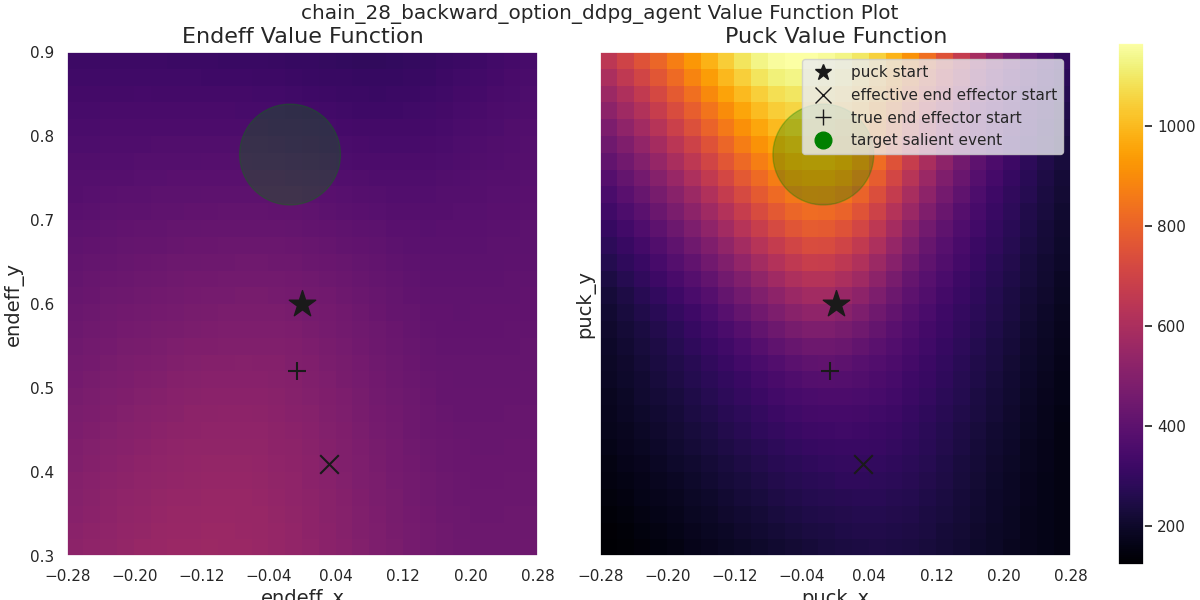 chain_28_backward_option_ddpg_agent Value Function Plot
Endeff Value Function
Puck Value Function
0.9
0.8
0.7
0.6
0.5
0.4
0.3
endeff_y
−0.28
−0.20
−0.12
−0.04
0.04
0.12
0.20
0.28
endeff_x
puck_y
puck start
effective end effector start
true end effector start
target salient event
−0.28
−0.20
−0.12
−0.04
0.04
0.12
0.20
0.28
puck_x
1000
800
600
400
200